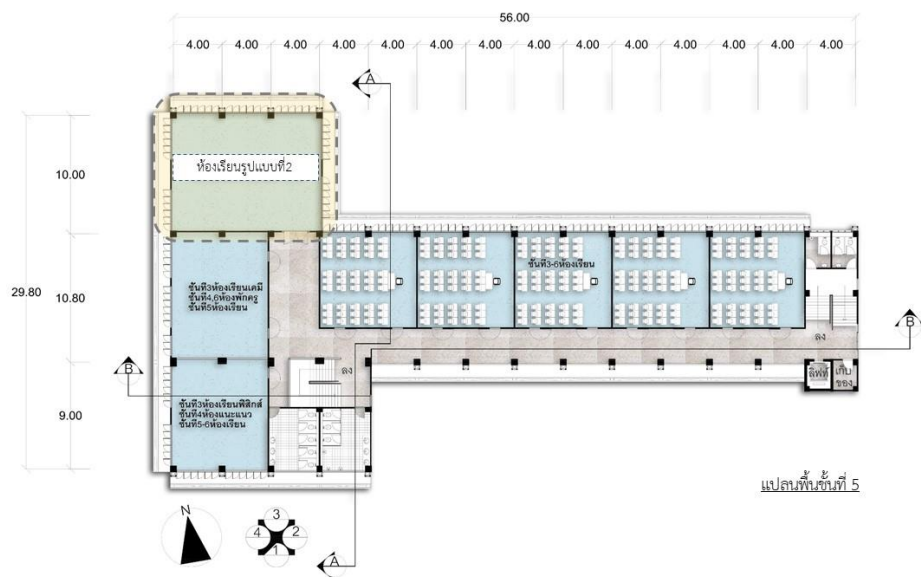 56.00
4.00 4.00 4.00 4.00 4.00 4.00 4.00 4.00 4.00 4.00 4.00 4.00 4.00 4.00
A
ห้องเรียนรูปแบบที่2
10.00
29.80
10.80
9.00
ชั้นที่3-6ห้องเรียน
ชั้นที่3ห้องเรียนเคมี
ชั้นที่4,6ห้องพักครู
ชั้นที่5ห้องเรียน
ลง
B
ลง
B
ลิฟท์
เก็บ
ของ
ชั้นที่3ห้องเรียนฟิสิกส์
ชั้นที่4ห้องแนะแนว
ชั้นที่5-6ห้องเรียน
แปลนพื้นชั้นที่ 5
N
3
4 2
1
A